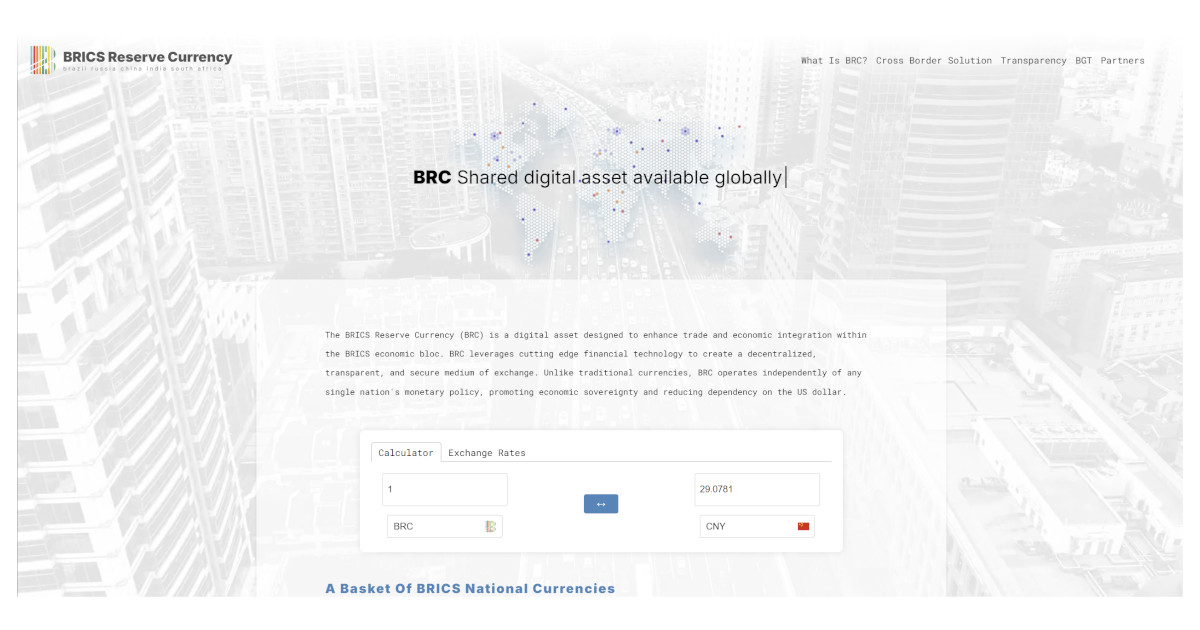 BRICS Reserve Currency
brazil russia china india south africa
What Is BRC? Cross Border Solution Transparency BGT Partners
BRC Shared digital asset available globally
The BRICS Reserve Currency (BRC) is a digital asset designed to enhance trade and economic integration within
the BRICS economic bloc. BRC leverages cutting edge financial technology to create a decentralized,
transparent, and secure medium of exchange. Unlike traditional currencies, BRC operates independently of any
single nation's monetary policy, promoting economic sovereignty and reducing dependency on the US dollar.
Calculator Exchange Rates
1
29.0781
BRC
CNY
A Basket Of BRICS National Currencies